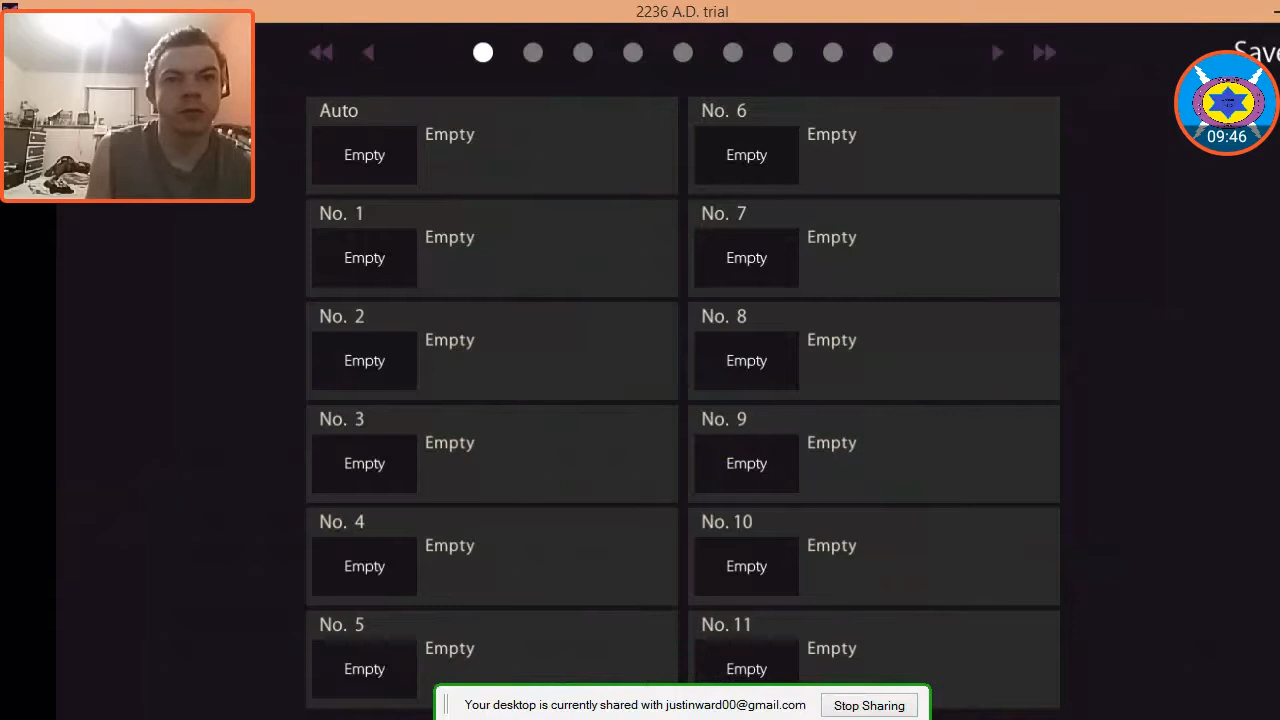 2236 A.D. trial
Save
09:46
Auto
Empty
Empty
No. 1
Empty
Empty
No. 2
Empty
Empty
No. 3
Empty
Empty
No. 4
Empty
Empty
No. 5
Empty
Empty
No. 6
Empty
Empty
No. 7
Empty
Empty
No. 8
Empty
Empty
No. 9
Empty
Empty
No. 10
Empty
Empty
No. 11
Empty
Empty
Your desktop is currently shared with justinward00@gmail.com
Stop Sharing